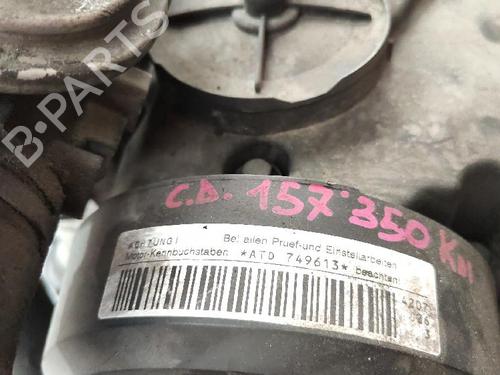 B-PARTS
C.D. 157'350 Km
ACHTUNG! Bei allen Pruef-und Einstellarbeiten
Motor-Kennbuchstaben *ATD 749613* beachten!